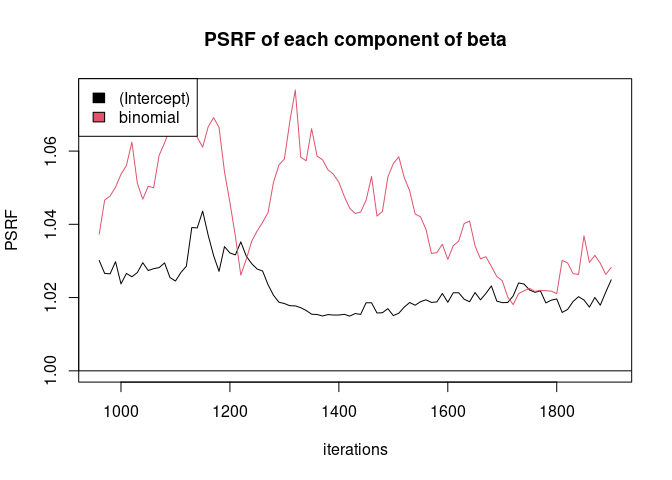 PSRF of each component of beta
(Intercept)
binomial
PSRF
1.06
1.04
1.02
1.00
1000 1200 1400 1600 1800
iterations